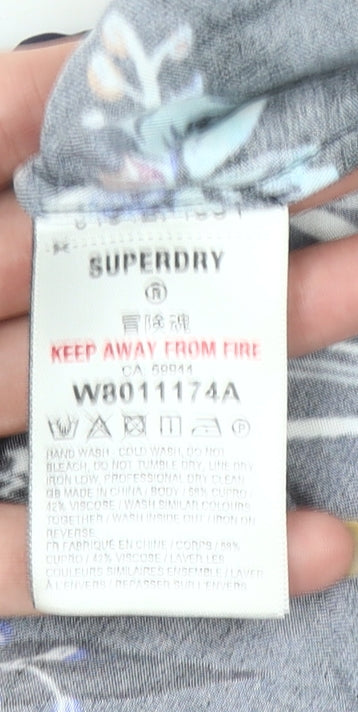 SUPERDRY
®
冒険魂
KEEP AWAY FROM FIRE
CA 69944
W8011174A
HAND WASH - COLD WASH, DO NOT
BLEACH, DO NOT TUMBLE DRY, LINE DRY
IRON LOW, PROFESSIONAL DRY CLEAN
GB MADE IN CHINA / BODY / 58% CUPRO /
42% VISCOSE / WASH SIMILAR COLOURS
TOGETHER / WASH INSIDE OUT / IRON ON
REVERSE
FR FABRIQUÉ EN CHINE / CORPS / 58%
CUPRO / 42% VISCOSE / LAVER LES
COULEURS SIMILAIRES ENSEMBLE / LAVER
À L'ENVERS / REPASSER SUR L'ENVERS